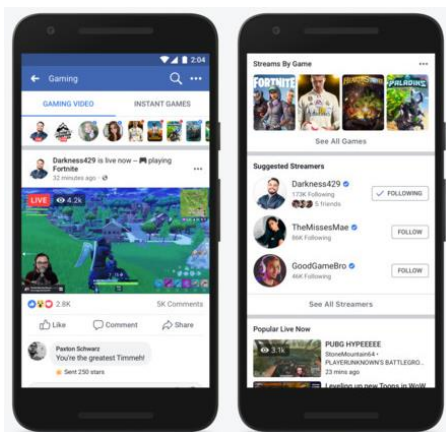 2:04
Gaming
GAMING VIDEO
INSTANT GAMES
Darkness429 is live now – playing
Fortnite
32 minutes ago
LIVE 4.2k
2.8K
5K Comments
Like
Comment
Share
Paxton Schwarz
You're the greatest Timmeh!
Sent 250 stars
Streams By Game
FORTNITE
PALADINS
See All Games
Suggested Streamers
Darkness429
173K Following
5 friends
FOLLOWING
TheMissesMae
86K Following
FOLLOW
GoodGameBro
46K Following
FOLLOW
See All Streamers
Popular Live Now
3.1k
PUBG HYPEEEEE
StoneMountain64 •
PLAYERUNKNOWN'S BATTLEGRO...
23 mins ago
Leveling up new Toons in WoW